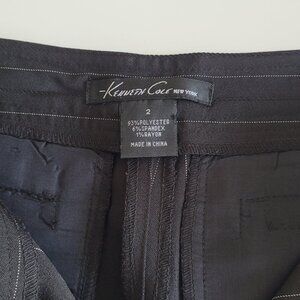 Kenneth Cole NEW YORK
2
93%POLYESTER
6%SPANDEX
1%RAYON
MADE IN CHINA